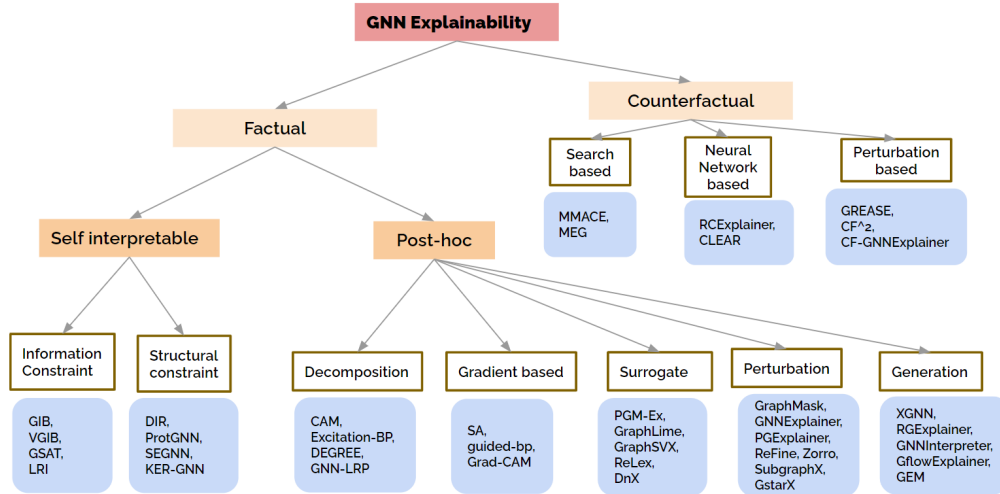 GNN Explainability
Factual
Counterfactual
Search
based
Neural
Network
based
Perturbation
based
MMACE,
MEG
RCExplainer,
CLEAR
GREASE,
CF^2,
CF-GNNExplainer
Self interpretable
Post-hoc
Information
Constraint
Structural
constraint
Decomposition
Gradient based
Surrogate
Perturbation
Generation
GIB,
VGIB,
GSAT,
LRI
DIR,
ProtGNN,
SEGNN,
KER-GNN
CAM,
Excitation-BP,
DEGREE,
GNN-LRP
SA,
guided-bp,
Grad-CAM
PGM-Ex,
GraphLime,
GraphSVX,
ReLex,
DnX
GraphMask,
GNNExplainer,
PGExplainer,
ReFine, Zorro,
SubgraphX,
GstarX
XGNN,
RGExplainer,
GNNInterpreter,
GflowExplainer,
GEM